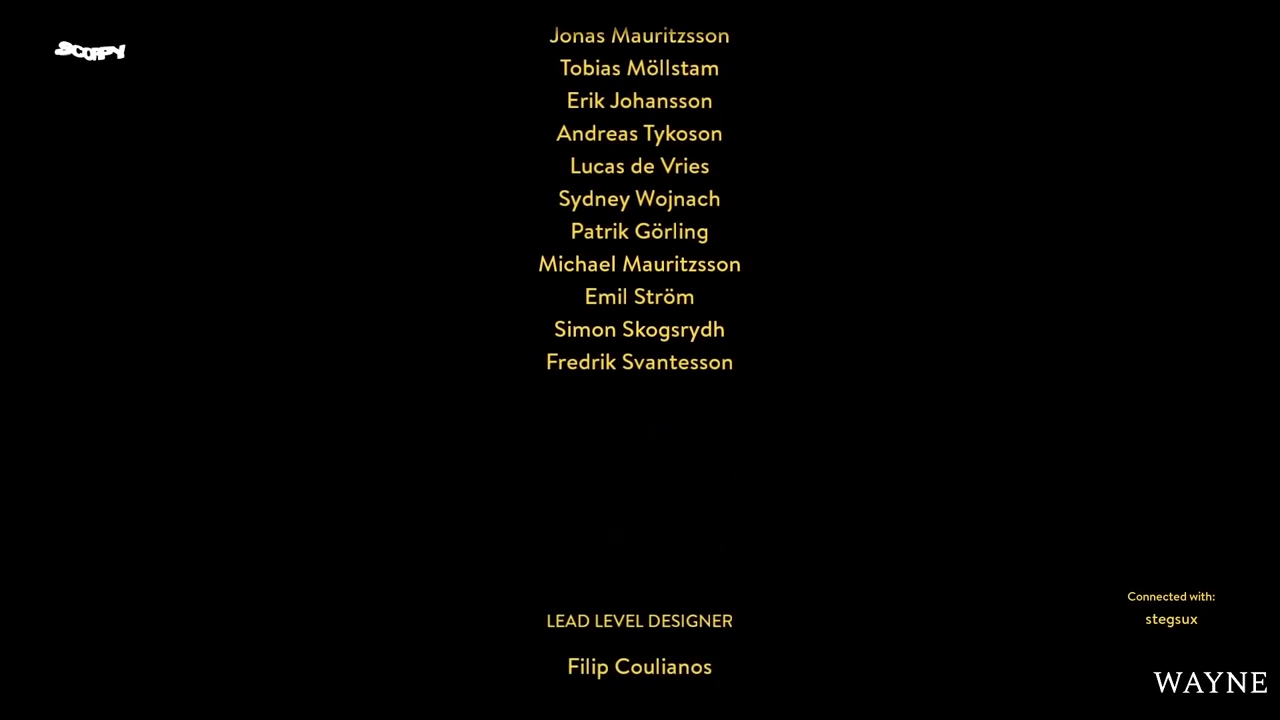 SCOPPY
Jonas Mauritzsson
Tobias Möllstam
Erik Johansson
Andreas Tykoson
Lucas de Vries
Sydney Wojnach
Patrik Görling
Michael Mauritzsson
Emil Ström
Simon Skogsrydh
Fredrik Svantesson
LEAD LEVEL DESIGNER
Filip Coulianos
Connected with:
stegsux
WAYNE